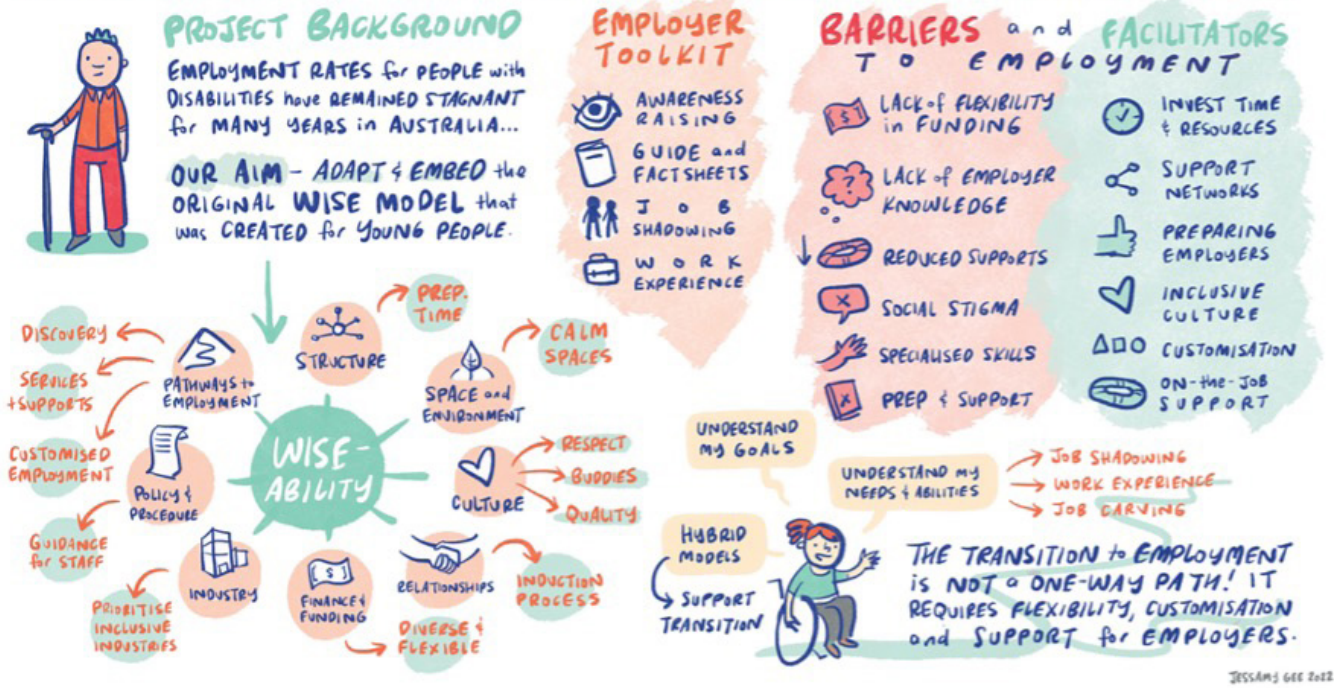 PROJECT BACKGROUND
EMPLOYMENT RATES for PEOPLE with
DISABILITIES have REMAINED STAGNANT
for MANY YEARS in AUSTRALIA...
OUR AIM – ADAPT & EMBED the
ORIGINAL WISE MODEL that
was CREATED for YOUNG PEOPLE.
EMPLOYER
TOOLKIT
AWARENESS
RAISING
GUIDE and
FACTSHEETS
JOB
SHADOWING
WORK
EXPERIENCE
BARRIERS and FACILITATORS
TO EMPLOYMENT
LACK of FLEXIBILITY
in FUNDING
LACK of EMPLOYER
KNOWLEDGE
REDUCED SUPPORTS
SOCIAL STIGMA
SPECIALISED SKILLS
PREP & SUPPORT
INVEST TIME
& RESOURCES
SUPPORT
NETWORKS
PREPARING
EMPLOYERS
INCLUSIVE
CULTURE
CUSTOMISATION
ON-the-JOB
SUPPORT
WISE-
ABILITY
STRUCTURE
PREP.
TIME
SPACE and
ENVIRONMENT
CALM
SPACES
CULTURE
RESPECT
BUDDIES
QUALITY
RELATIONSHIPS
INDUCTION
PROCESS
FINANCE &
FUNDING
DIVERSE &
FLEXIBLE
INDUSTRY
PRIORITISE
INCLUSIVE
INDUSTRIES
POLICY &
PROCEDURE
GUIDANCE
for STAFF
PATHWAYS to
EMPLOYMENT
DISCOVERY
SERVICES
+SUPPORTS
CUSTOMISED
EMPLOYMENT
UNDERSTAND
MY GOALS
UNDERSTAND MY
NEEDS & ABILITIES
JOB SHADOWING
WORK EXPERIENCE
JOB CARVING
HYBRID
MODELS
SUPPORT
TRANSITION
THE TRANSITION to EMPLOYMENT
is NOT a ONE-WAY PATH! IT
REQUIRES FLEXIBILITY, CUSTOMISATION
and SUPPORT for EMPLOYERS.
JESSAMY GEE 2022